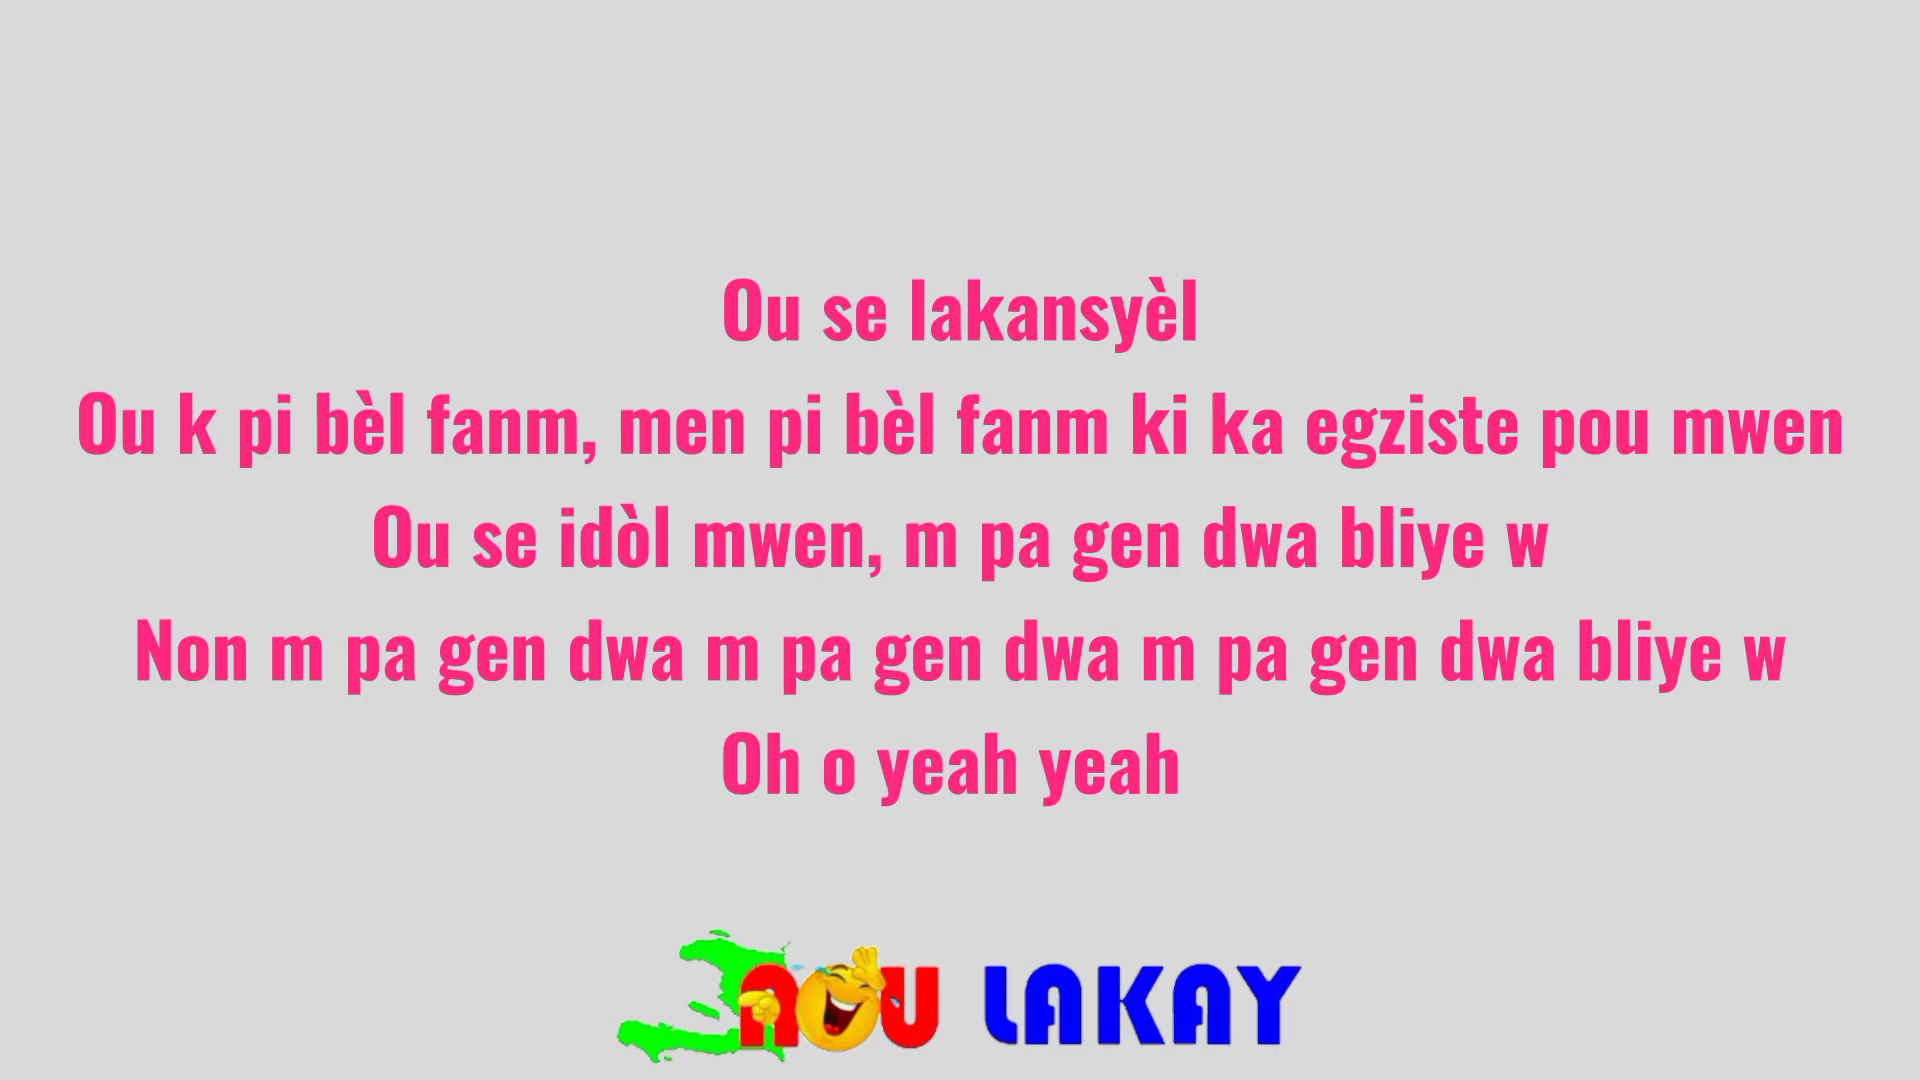 Ou se lakansyèl
Ou k pi bèl fanm, men pi bèl fanm ki ka egziste pou mwen
Ou se idòl mwen, m pa gen dwa bliye w
Non m pa gen dwa m pa gen dwa m pa gen dwa bliye w
Oh o yeah yeah
NOU LAKAY